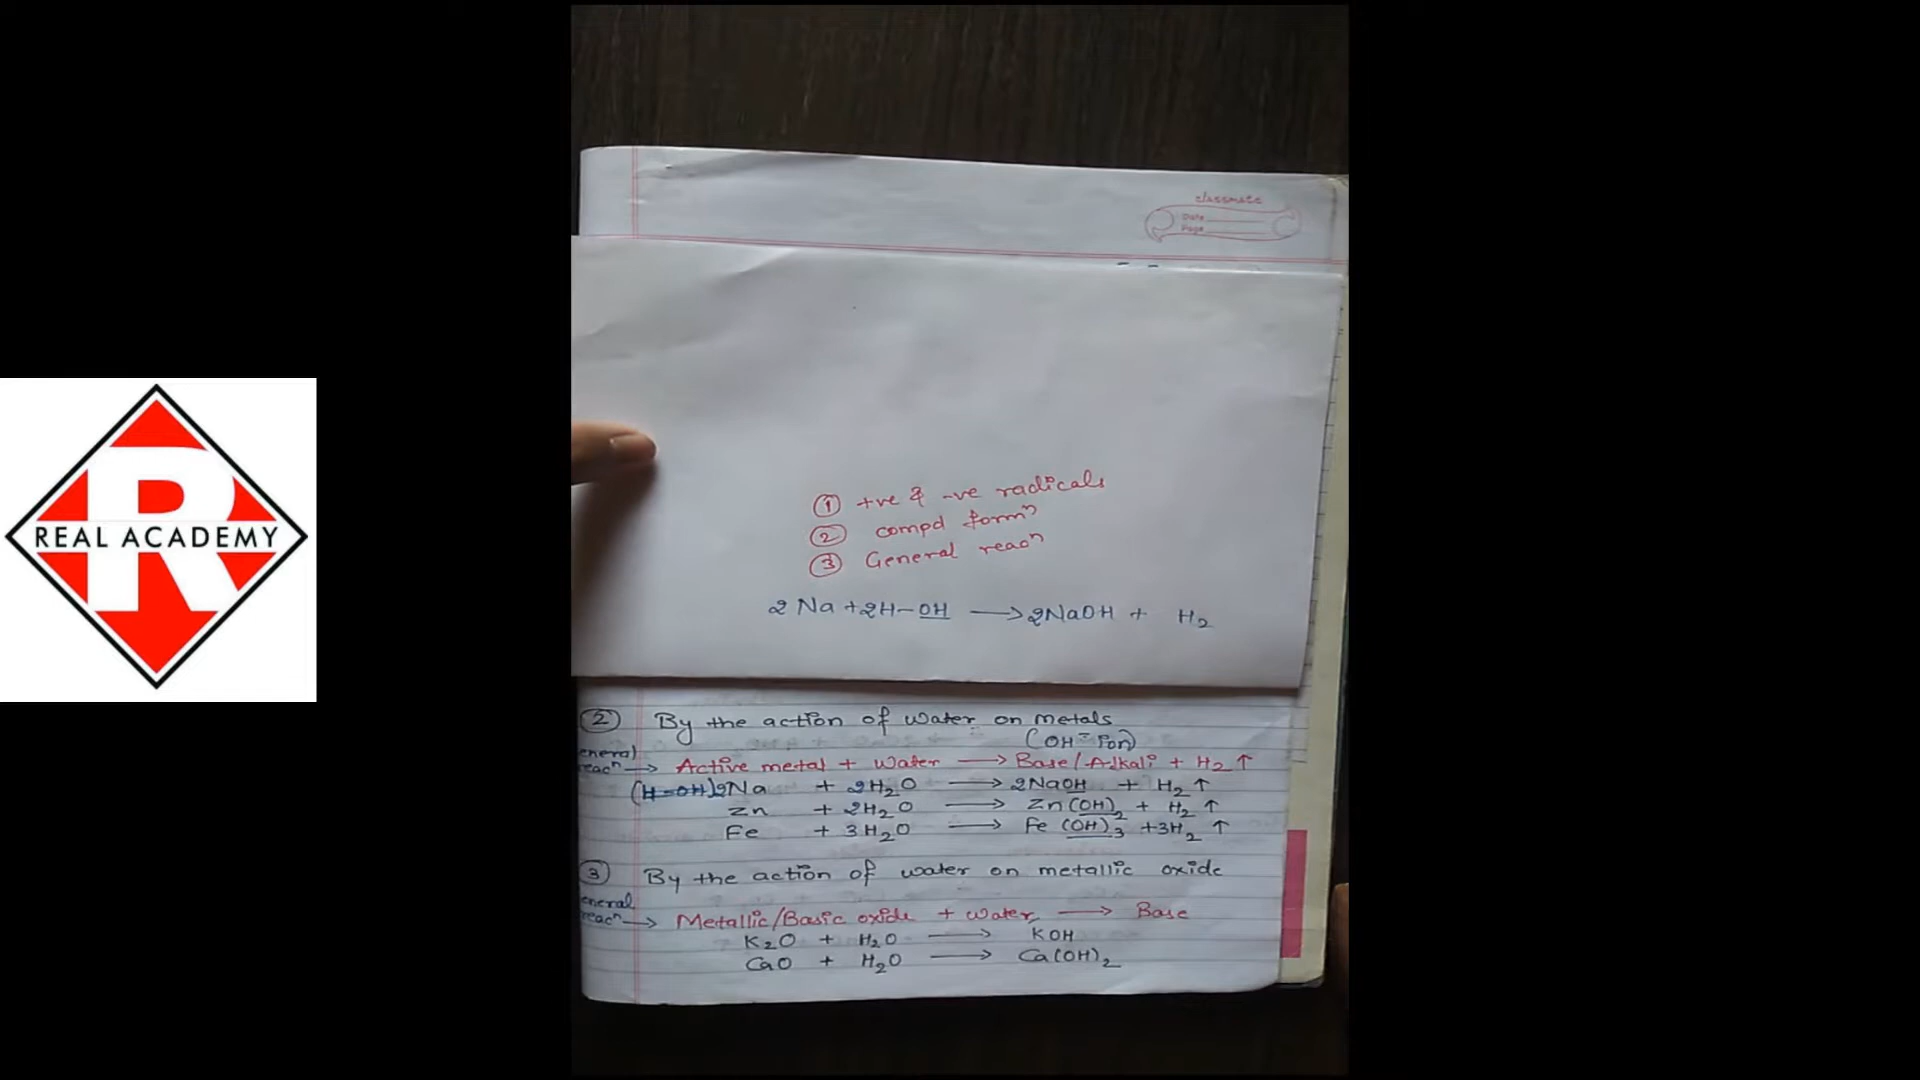 REAL ACADEMY
classmate
Date
Page
① +ve & -ve radicals
② compd formⁿ
③ General reacⁿ
2Na + 2H-OH ⟶ 2NaOH + H₂
② By the action of water on metals
(OH⁻ ion)
eneral
reacⁿ → Active metal + Water ⟶ Base/Alkali + H₂ ↑
(H-OH) 2Na + 2H₂O ⟶ 2NaOH + H₂ ↑
Zn + 2H₂O ⟶ Zn(OH)₂ + H₂ ↑
Fe + 3H₂O ⟶ Fe(OH)₃ + 3H₂ ↑
③ By the action of water on metallic oxide
eneral
reacⁿ → Metallic/Basic oxide + Water ⟶ Base
K₂O + H₂O ⟶ KOH
CaO + H₂O ⟶ Ca(OH)₂